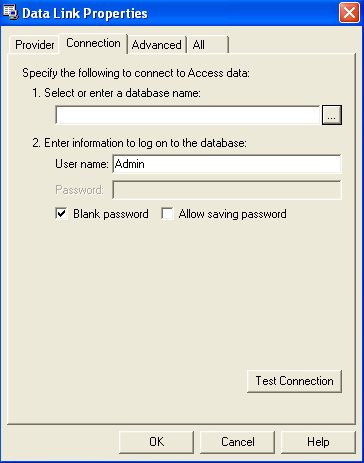 Data Link Properties
Provider Connection Advanced All
Specify the following to connect to Access data:
1. Select or enter a database name:
...
2. Enter information to log on to the database:
User name: Admin
Password:
Blank password Allow saving password
Test Connection
OK Cancel Help